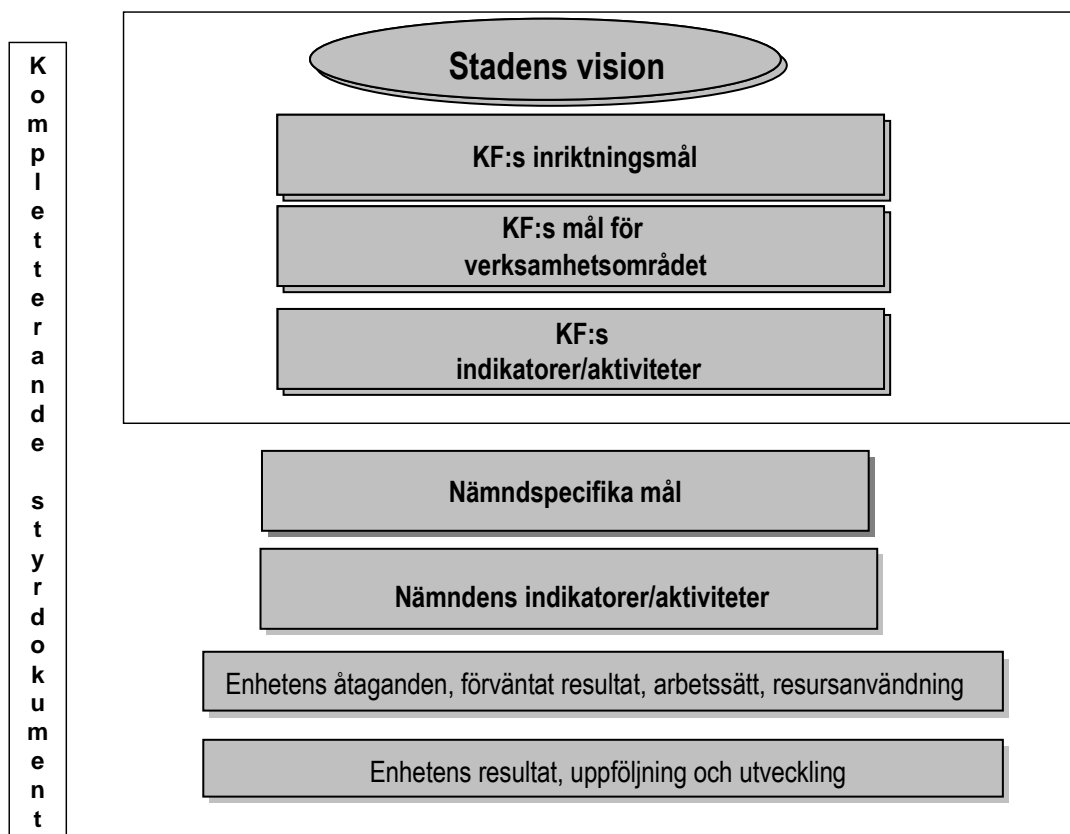 Kompletterande styrdokument
Stadens vision
KF:s inriktningsmål
KF:s mål för
verksamhetsområdet
KF:s
indikatorer/aktiviteter
Nämndspecifika mål
Nämndens indikatorer/aktiviteter
Enhetens åtaganden, förväntat resultat, arbetssätt, resursanvändning
Enhetens resultat, uppföljning och utveckling